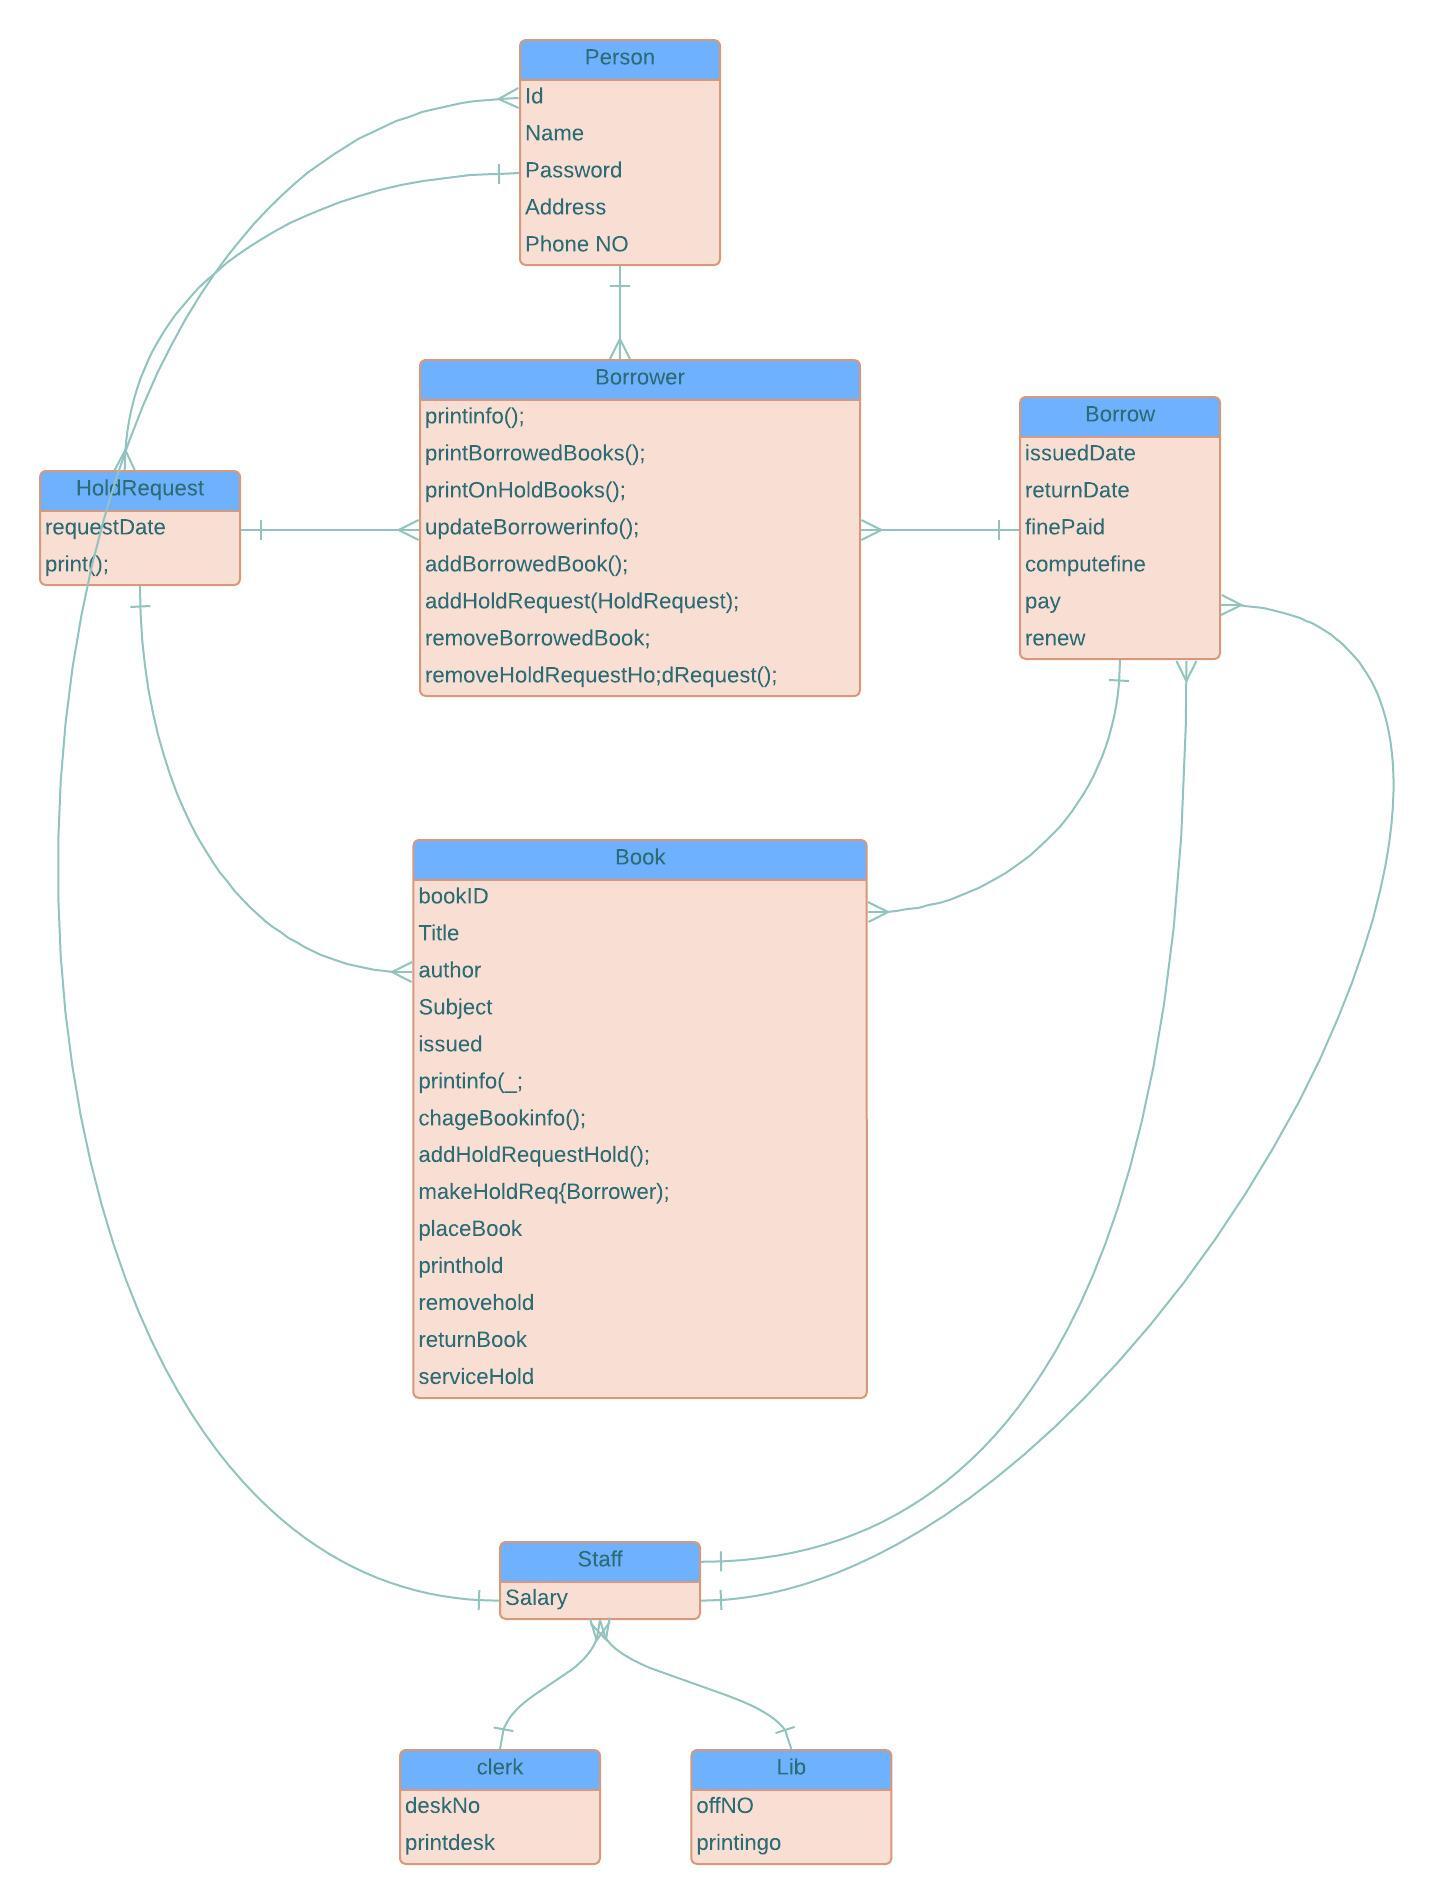 Person
Id
Name
Password
Address
Phone NO
Borrower
printinfo();
printBorrowedBooks();
printOnHoldBooks();
updateBorrowerinfo();
addBorrowedBook();
addHoldRequest(HoldRequest);
removeBorrowedBook;
removeHoldRequestHo;dRequest();
Borrow
issuedDate
returnDate
finePaid
computefine
pay
renew
HoldRequest
requestDate
print();
Book
bookID
Title
author
Subject
issued
printinfo(_;
chageBookinfo();
addHoldRequestHold();
makeHoldReq{Borrower);
placeBook
printhold
removehold
returnBook
serviceHold
Staff
Salary
clerk
deskNo
printdesk
Lib
offNO
printingo